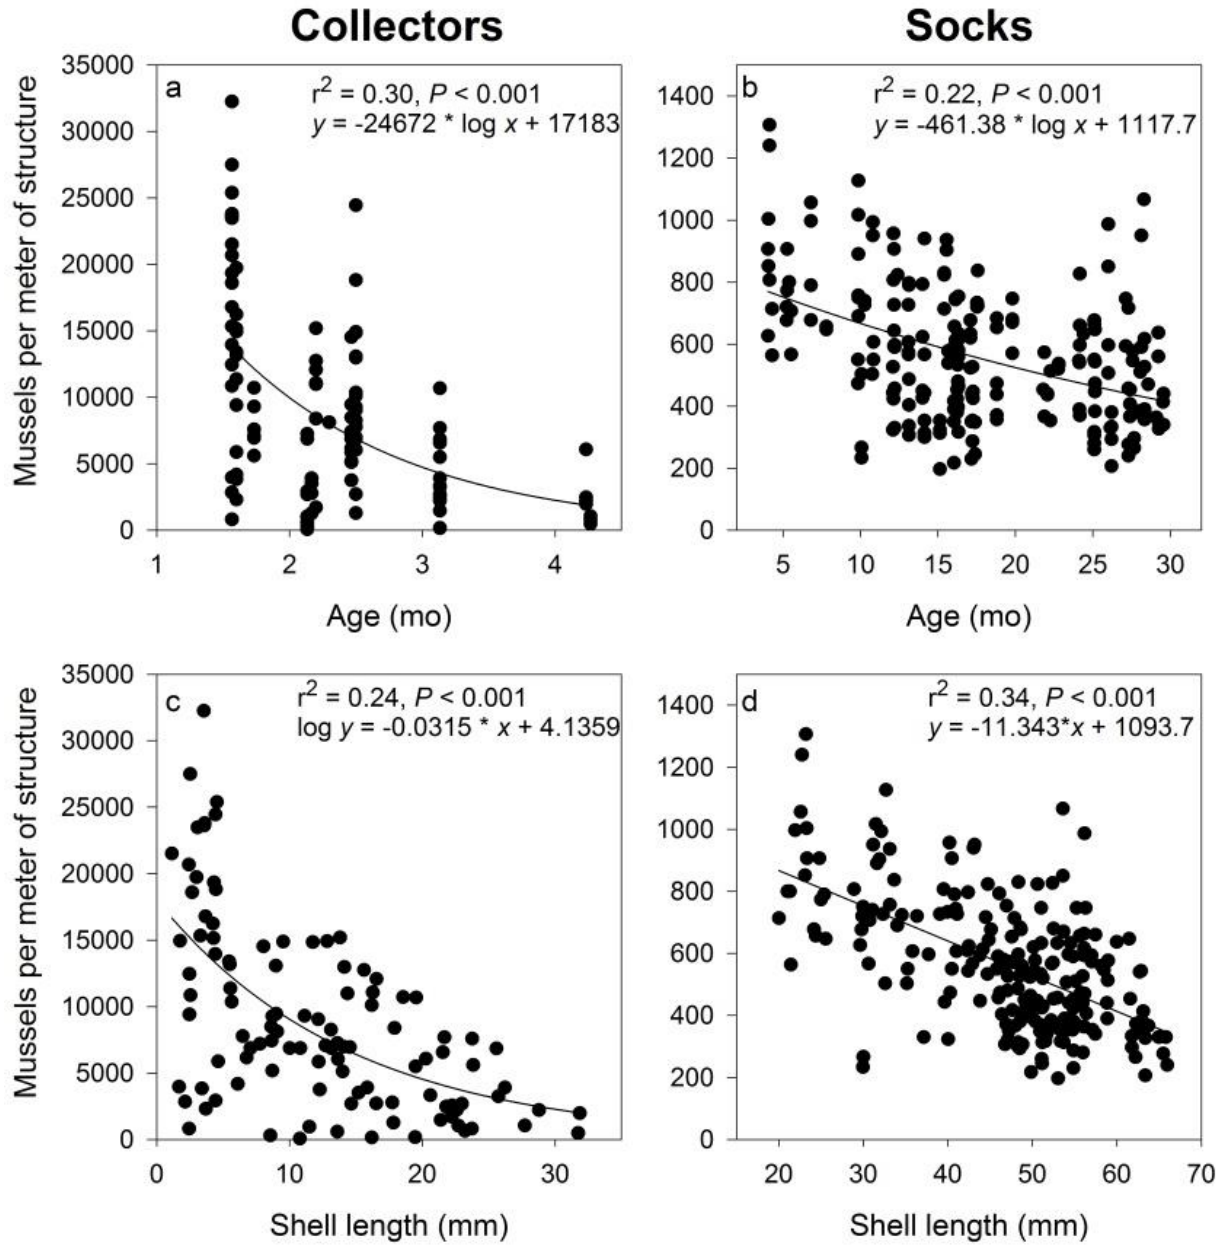 Collectors
Socks
a
r² = 0.30, P < 0.001
y = -24672 * log x + 17183
35000
30000
25000
20000
15000
10000
5000
0
Mussels per meter of structure
1 2 3 4
Age (mo)
b
r² = 0.22, P < 0.001
y = -461.38 * log x + 1117.7
1400
1200
1000
800
600
400
200
0
5 10 15 20 25 30
Age (mo)
c
r² = 0.24, P < 0.001
log y = -0.0315 * x + 4.1359
35000
30000
25000
20000
15000
10000
5000
0
Mussels per meter of structure
0 10 20 30
Shell length (mm)
d
r² = 0.34, P < 0.001
y = -11.343*x + 1093.7
1400
1200
1000
800
600
400
200
0
20 30 40 50 60 70
Shell length (mm)